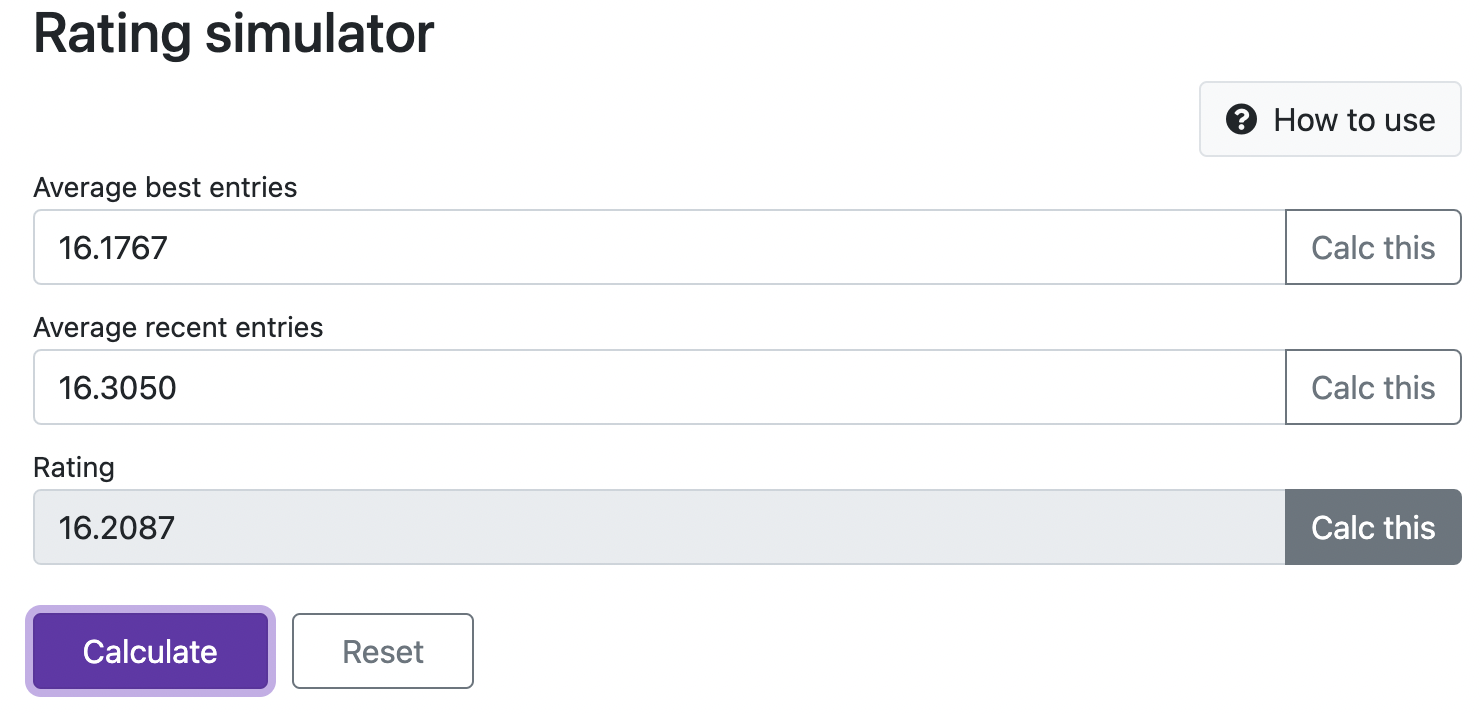 Rating simulator
How to use
Average best entries
16.1767 Calc this
Average recent entries
16.3050 Calc this
Rating
16.2087 Calc this
Calculate Reset